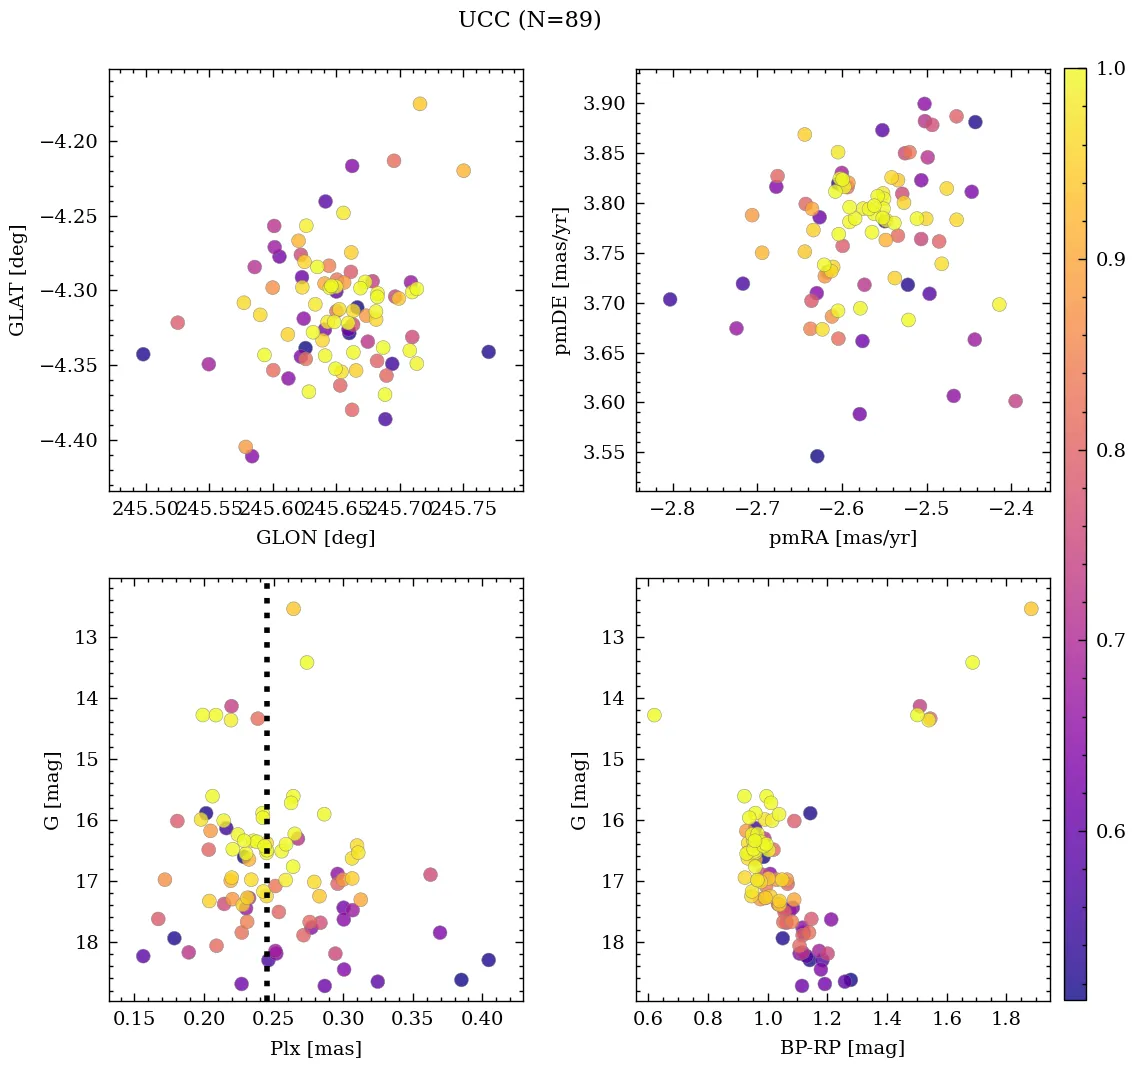 UCC (N=89)
−4.20
−4.25
−4.30
−4.35
−4.40
GLAT [deg]
245.50 245.55 245.60 245.65 245.70 245.75
GLON [deg]
3.90
3.85
3.80
3.75
3.70
3.65
3.60
3.55
pmDE [mas/yr]
−2.8 −2.7 −2.6 −2.5 −2.4
pmRA [mas/yr]
1.0
0.9
0.8
0.7
0.6
13
14
15
16
17
18
G [mag]
0.15 0.20 0.25 0.30 0.35 0.40
Plx [mas]
13
14
15
16
17
18
G [mag]
0.6 0.8 1.0 1.2 1.4 1.6 1.8
BP-RP [mag]